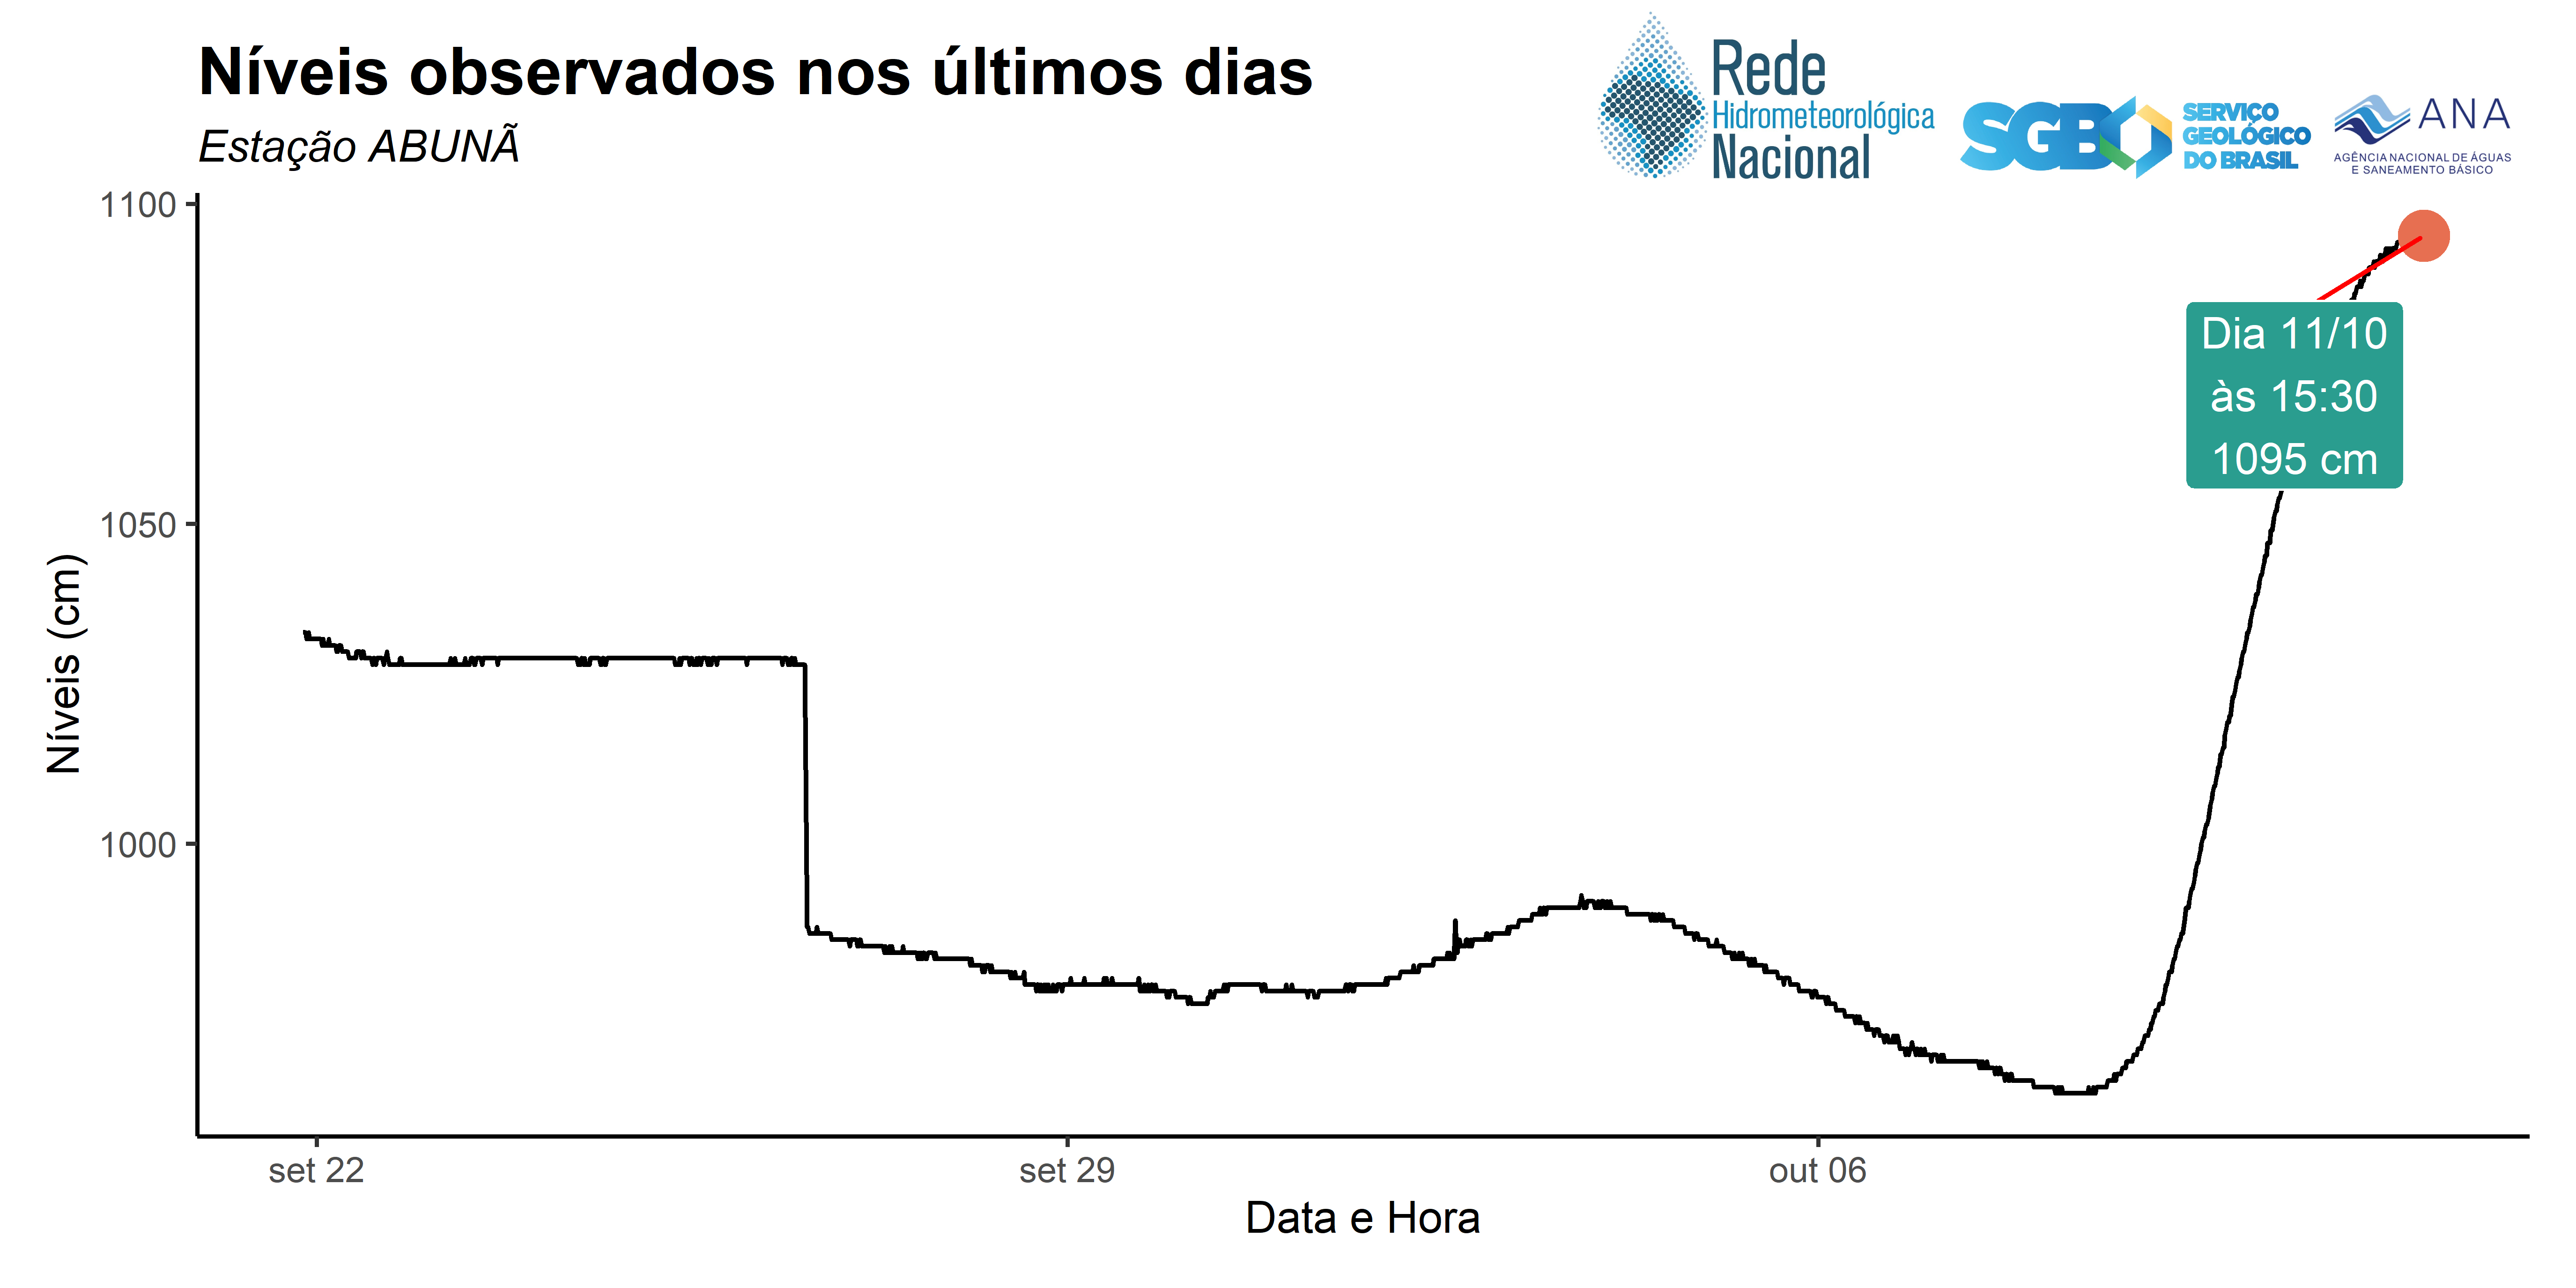 Níveis observados nos últimos dias
Estação ABUNÃ
Rede
Hidrometeorológica
Nacional
SGB
SERVIÇO
GEOLÓGICO
DO BRASIL
ANA
AGÊNCIA NACIONAL DE ÁGUAS
E SANEAMENTO BÁSICO
1100
1050
1000
Níveis (cm)
Dia 11/10
às 15:30
1095 cm
set 22
set 29
out 06
Data e Hora